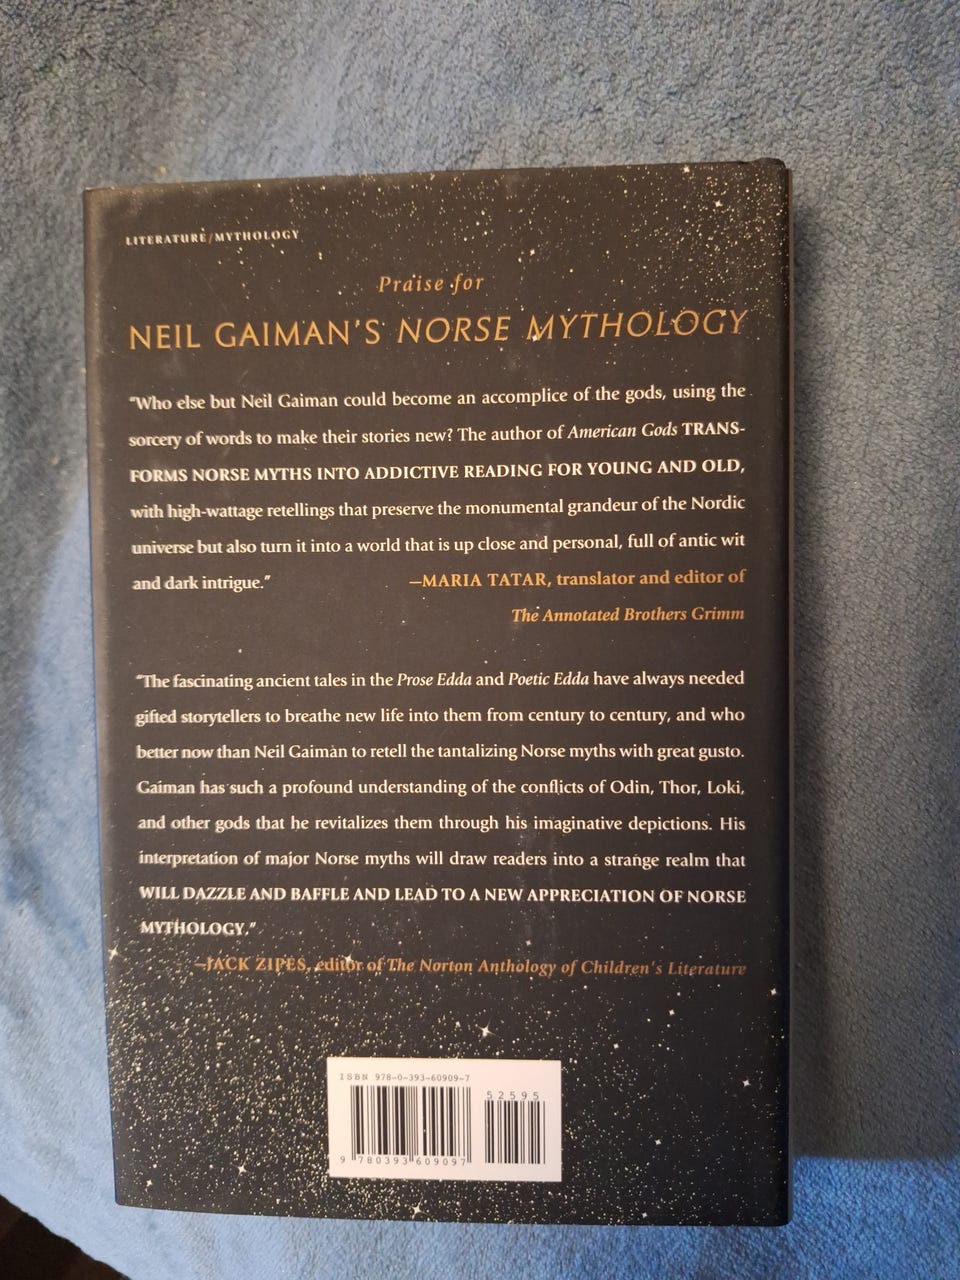 LITERATURE/MYTHOLOGY
Praise for
NEIL GAIMAN'S NORSE MYTHOLOGY
"Who else but Neil Gaiman could become an accomplice of the gods, using the
sorcery of words to make their stories new? The author of American Gods TRANS-
FORMS NORSE MYTHS INTO ADDICTIVE READING FOR YOUNG AND OLD,
with high-wattage retellings that preserve the monumental grandeur of the Nordic
universe but also turn it into a world that is up close and personal, full of antic wit
and dark intrigue." —MARIA TATAR, translator and editor of
The Annotated Brothers Grimm
"The fascinating ancient tales in the Prose Edda and Poetic Edda have always needed
gifted storytellers to breathe new life into them from century to century, and who
better now than Neil Gaiman to retell the tantalizing Norse myths with great gusto.
Gaiman has such a profound understanding of the conflicts of Odin, Thor, Loki,
and other gods that he revitalizes them through his imaginative depictions. His
interpretation of major Norse myths will draw readers into a strange realm that
WILL DAZZLE AND BAFFLE AND LEAD TO A NEW APPRECIATION OF NORSE
MYTHOLOGY."
—JACK ZIPES, editor of The Norton Anthology of Children's Literature
ISBN 978-0-393-60909-7
52595
9 780393 609097